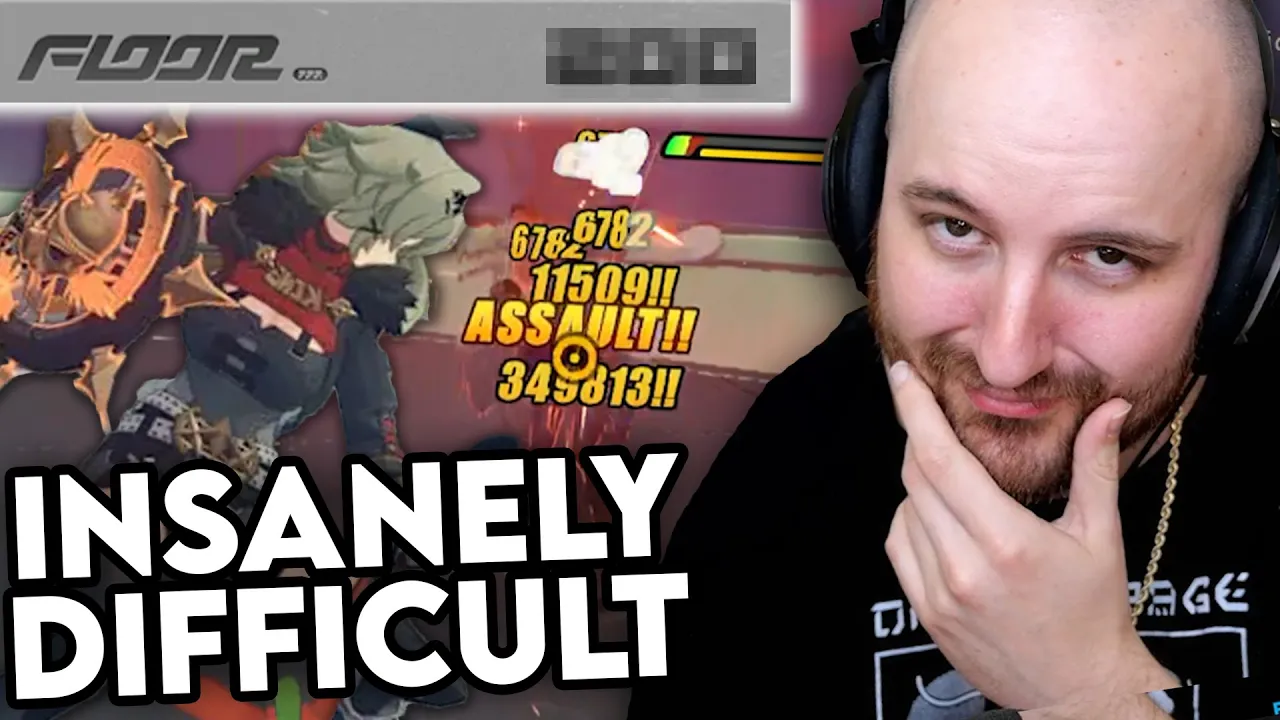 FLOOR
6782 6782
11509!!
ASSAULT!!
349813!!
INSANELY
DIFFICULT